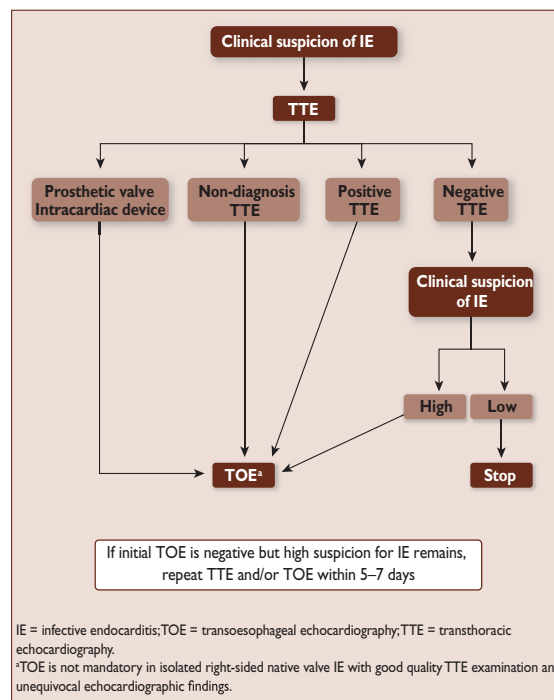 Clinical suspicion of IE
TTE
Prosthetic valve
Intracardiac device
Non-diagnosis
TTE
Positive
TTE
Negative
TTE
Clinical suspicion
of IE
High
Low
TOEᵃ
Stop
If initial TOE is negative but high suspicion for IE remains,
repeat TTE and/or TOE within 5–7 days
IE = infective endocarditis; TOE = transoesophageal echocardiography; TTE = transthoracic
echocardiography.
ᵃTOE is not mandatory in isolated right-sided native valve IE with good quality TTE examination an
unequivocal echocardiographic findings.